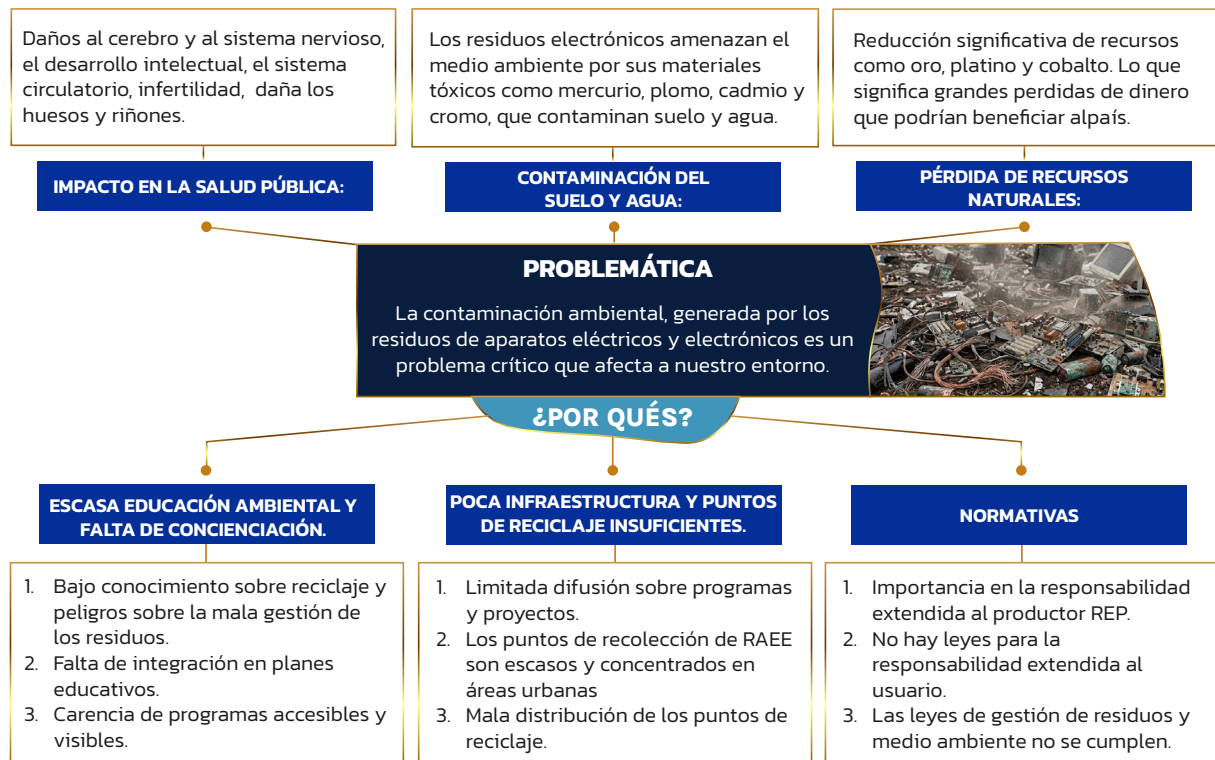 Daños al cerebro y al sistema nervioso,
el desarrollo intelectual, el sistema
circulatorio, infertilidad, daña los
huesos y riñones.
IMPACTO EN LA SALUD PÚBLICA:
Los residuos electrónicos amenazan el
medio ambiente por sus materiales
tóxicos como mercurio, plomo, cadmio y
cromo, que contaminan suelo y agua.
CONTAMINACIÓN DEL
SUELO Y AGUA:
Reducción significativa de recursos
como oro, platino y cobalto. Lo que
significa grandes perdidas de dinero
que podrían beneficiar alpaís.
PÉRDIDA DE RECURSOS
NATURALES:
PROBLEMÁTICA
La contaminación ambiental, generada por los
residuos de aparatos eléctricos y electrónicos es un
problema crítico que afecta a nuestro entorno.
¿POR QUÉS?
ESCASA EDUCACIÓN AMBIENTAL Y
FALTA DE CONCIENCIACIÓN.
1. Bajo conocimiento sobre reciclaje y
peligros sobre la mala gestión de
los residuos.
2. Falta de integración en planes
educativos.
3. Carencia de programas accesibles y
visibles.
POCA INFRAESTRUCTURA Y PUNTOS
DE RECICLAJE INSUFICIENTES.
1. Limitada difusión sobre programas
y proyectos.
2. Los puntos de recolección de RAEE
son escasos y concentrados en
áreas urbanas
3. Mala distribución de los puntos de
reciclaje.
NORMATIVAS
1. Importancia en la responsabilidad
extendida al productor REP.
2. No hay leyes para la
responsabilidad extendida al
usuario.
3. Las leyes de gestión de residuos y
medio ambiente no se cumplen.